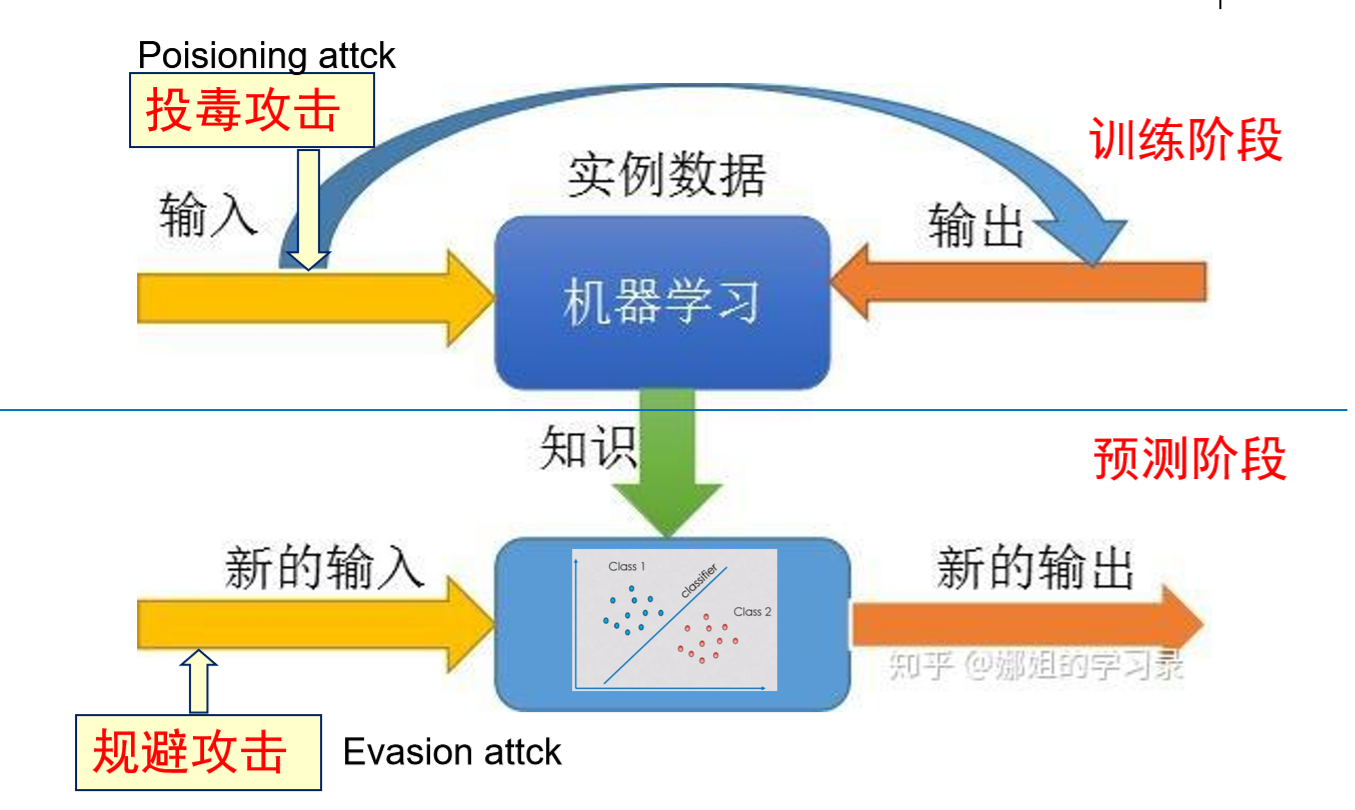 Poisioning attck
投毒攻击
训练阶段
实例数据
输入
输出
机器学习
知识
预测阶段
新的输入
新的输出
Class 1
classifier
Class 2
知乎 @娜姐的学习录
规避攻击
Evasion attck